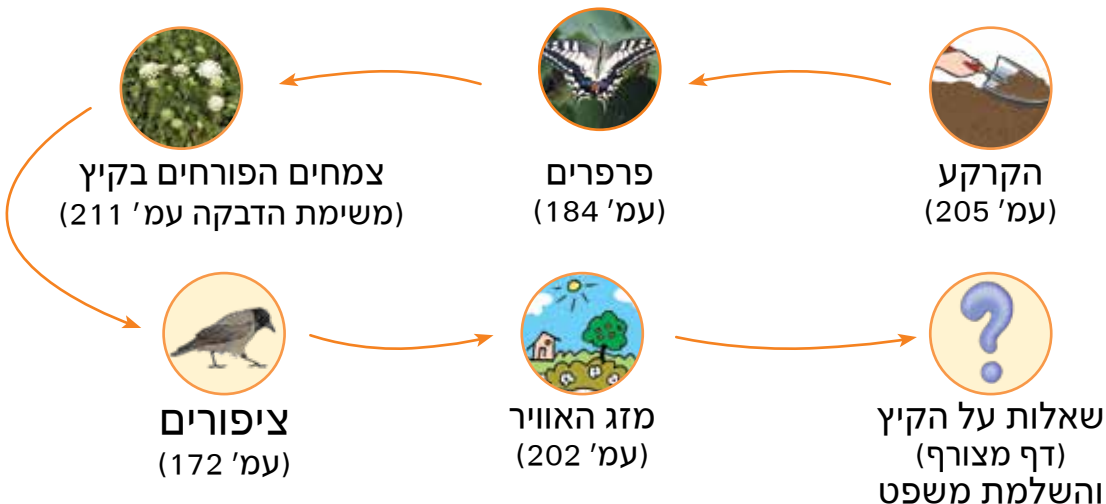 הקרקע
(עמ' 205)
פרפרים
(עמ' 184)
צמחים הפורחים בקיץ
(משימת הדבקה עמ' 211)
ציפורים
(עמ' 172)
מזג האוויר
(עמ' 202)
שאלות על הקיץ
(דף מצורף)
והשלמת משפט